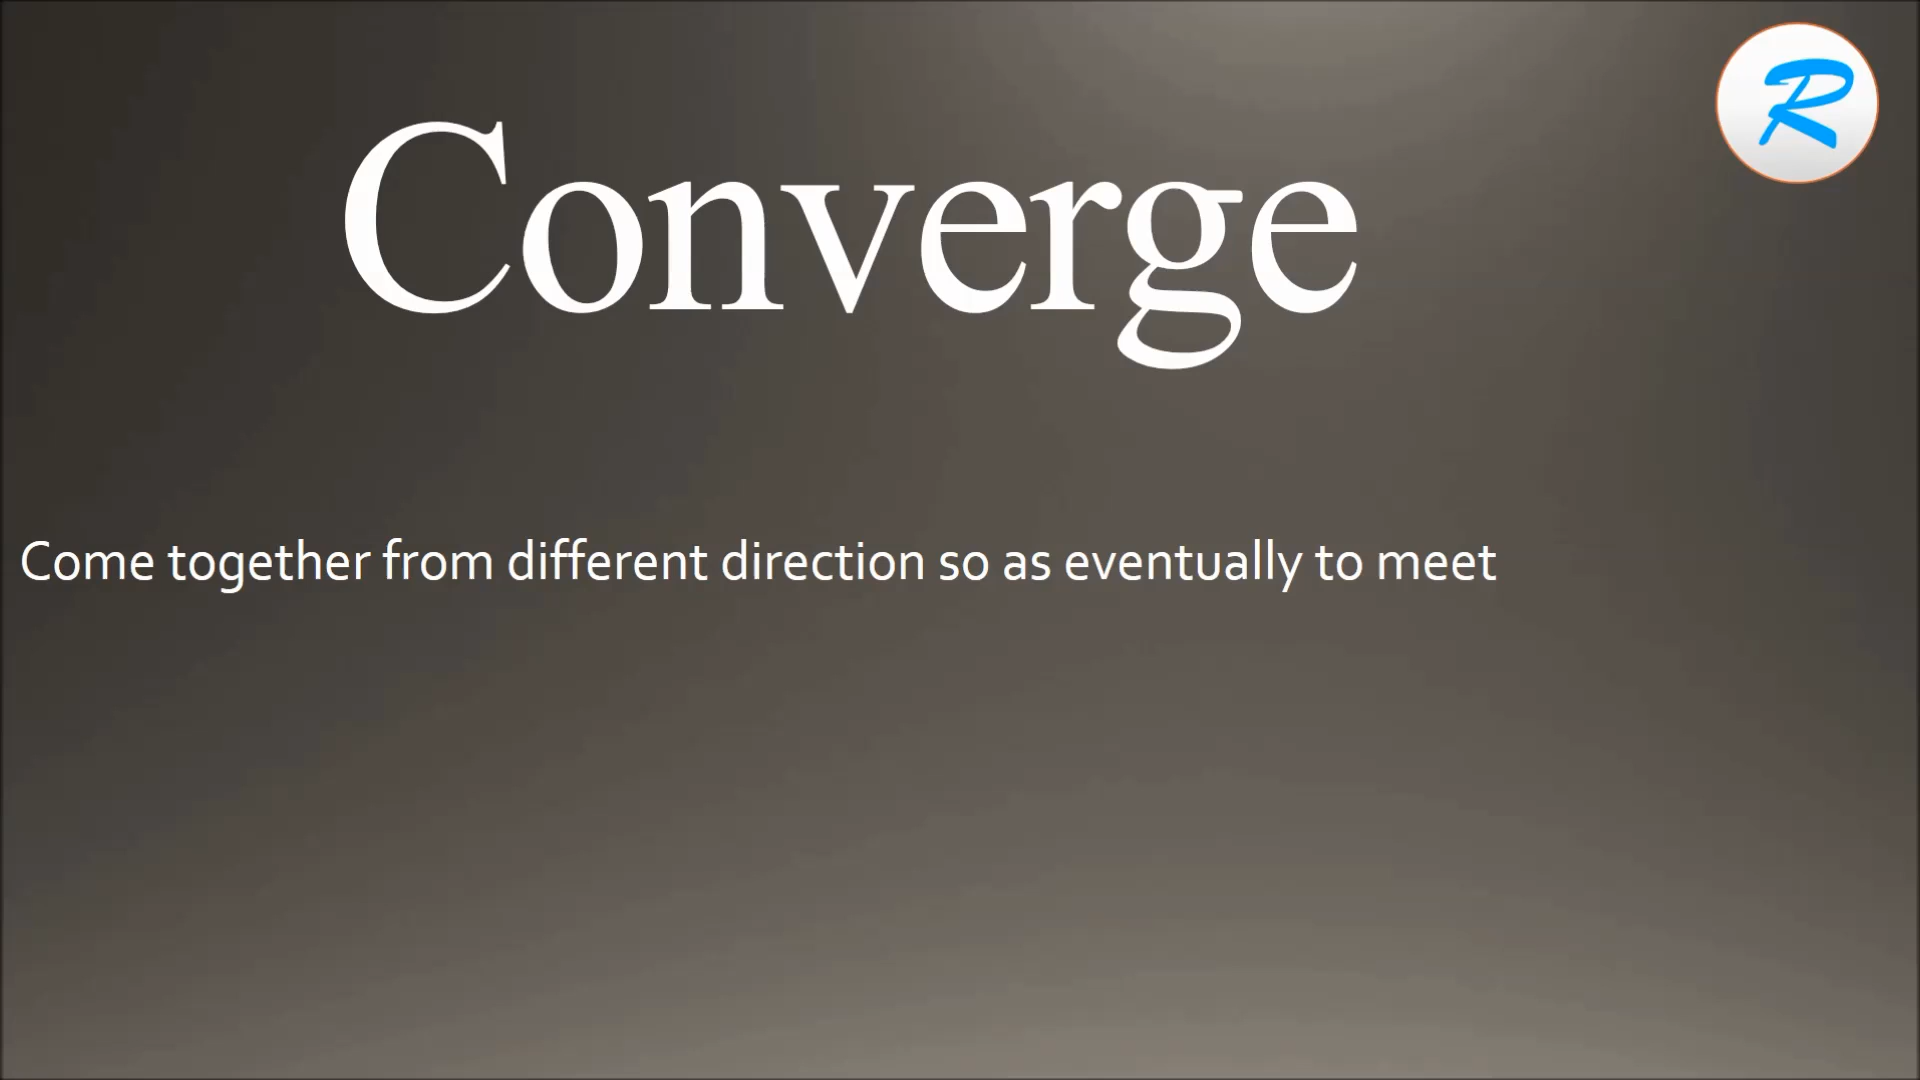 R
Converge
Come together from different direction so as eventually to meet